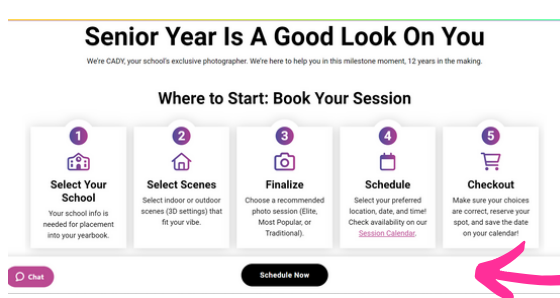 Senior Year Is A Good Look On You
We're CADY, your school's exclusive photographer. We're here to help you in this milestone moment, 12 years in the making.
Where to Start: Book Your Session
1
Select Your
School
Your school info is
needed for placement
into your yearbook.
2
Select Scenes
Select indoor or outdoor
scenes (3D settings) that
fit your vibe.
3
Finalize
Choose a recommended
photo session (Elite,
Most Popular, or
Traditional).
4
Schedule
Select your preferred
location, date, and time!
Check availability on our
Session Calendar.
5
Checkout
Make sure your choices
are correct, reserve your
spot, and save the date
on your calendar!
Chat
Schedule Now